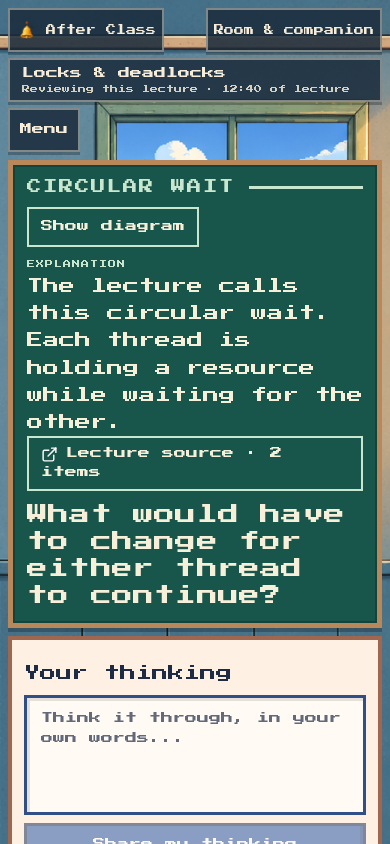 After Class
Room & companion
Locks & deadlocks
Reviewing this lecture · 12:40 of lecture
Menu
CIRCULAR WAIT
Show diagram
EXPLANATION
The lecture calls
this circular wait.
Each thread is
holding a resource
while waiting for the
other.
Lecture source · 2
items
What would have
to change for
either thread
to continue?
Your thinking
Think it through, in your
own words...
Share my thinking